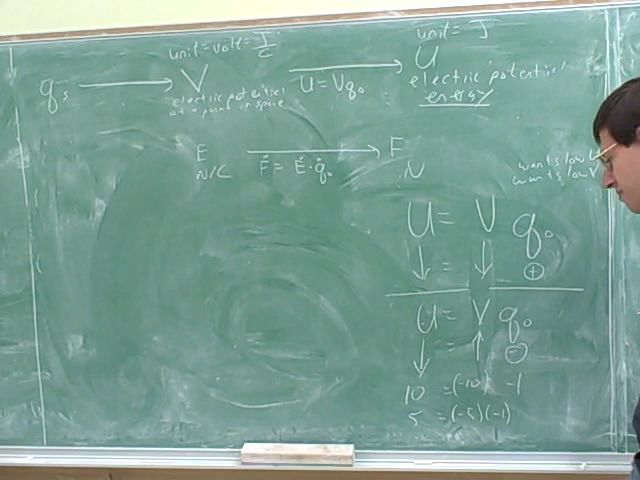 unit = volt = J/C
unit = J
qs → V → U
U = Vq₀
electric potential
at a point in space
electric 'potential'
energy
E → F
N/C F⃗ = E⃗ · q₀ N
wants low U
wants low V
U = V q₀
↓ = ↓ ⊕
U = V q₀
↓ = ↑ ⊖
10 = (-10) -1
5 = (-5)(-1)